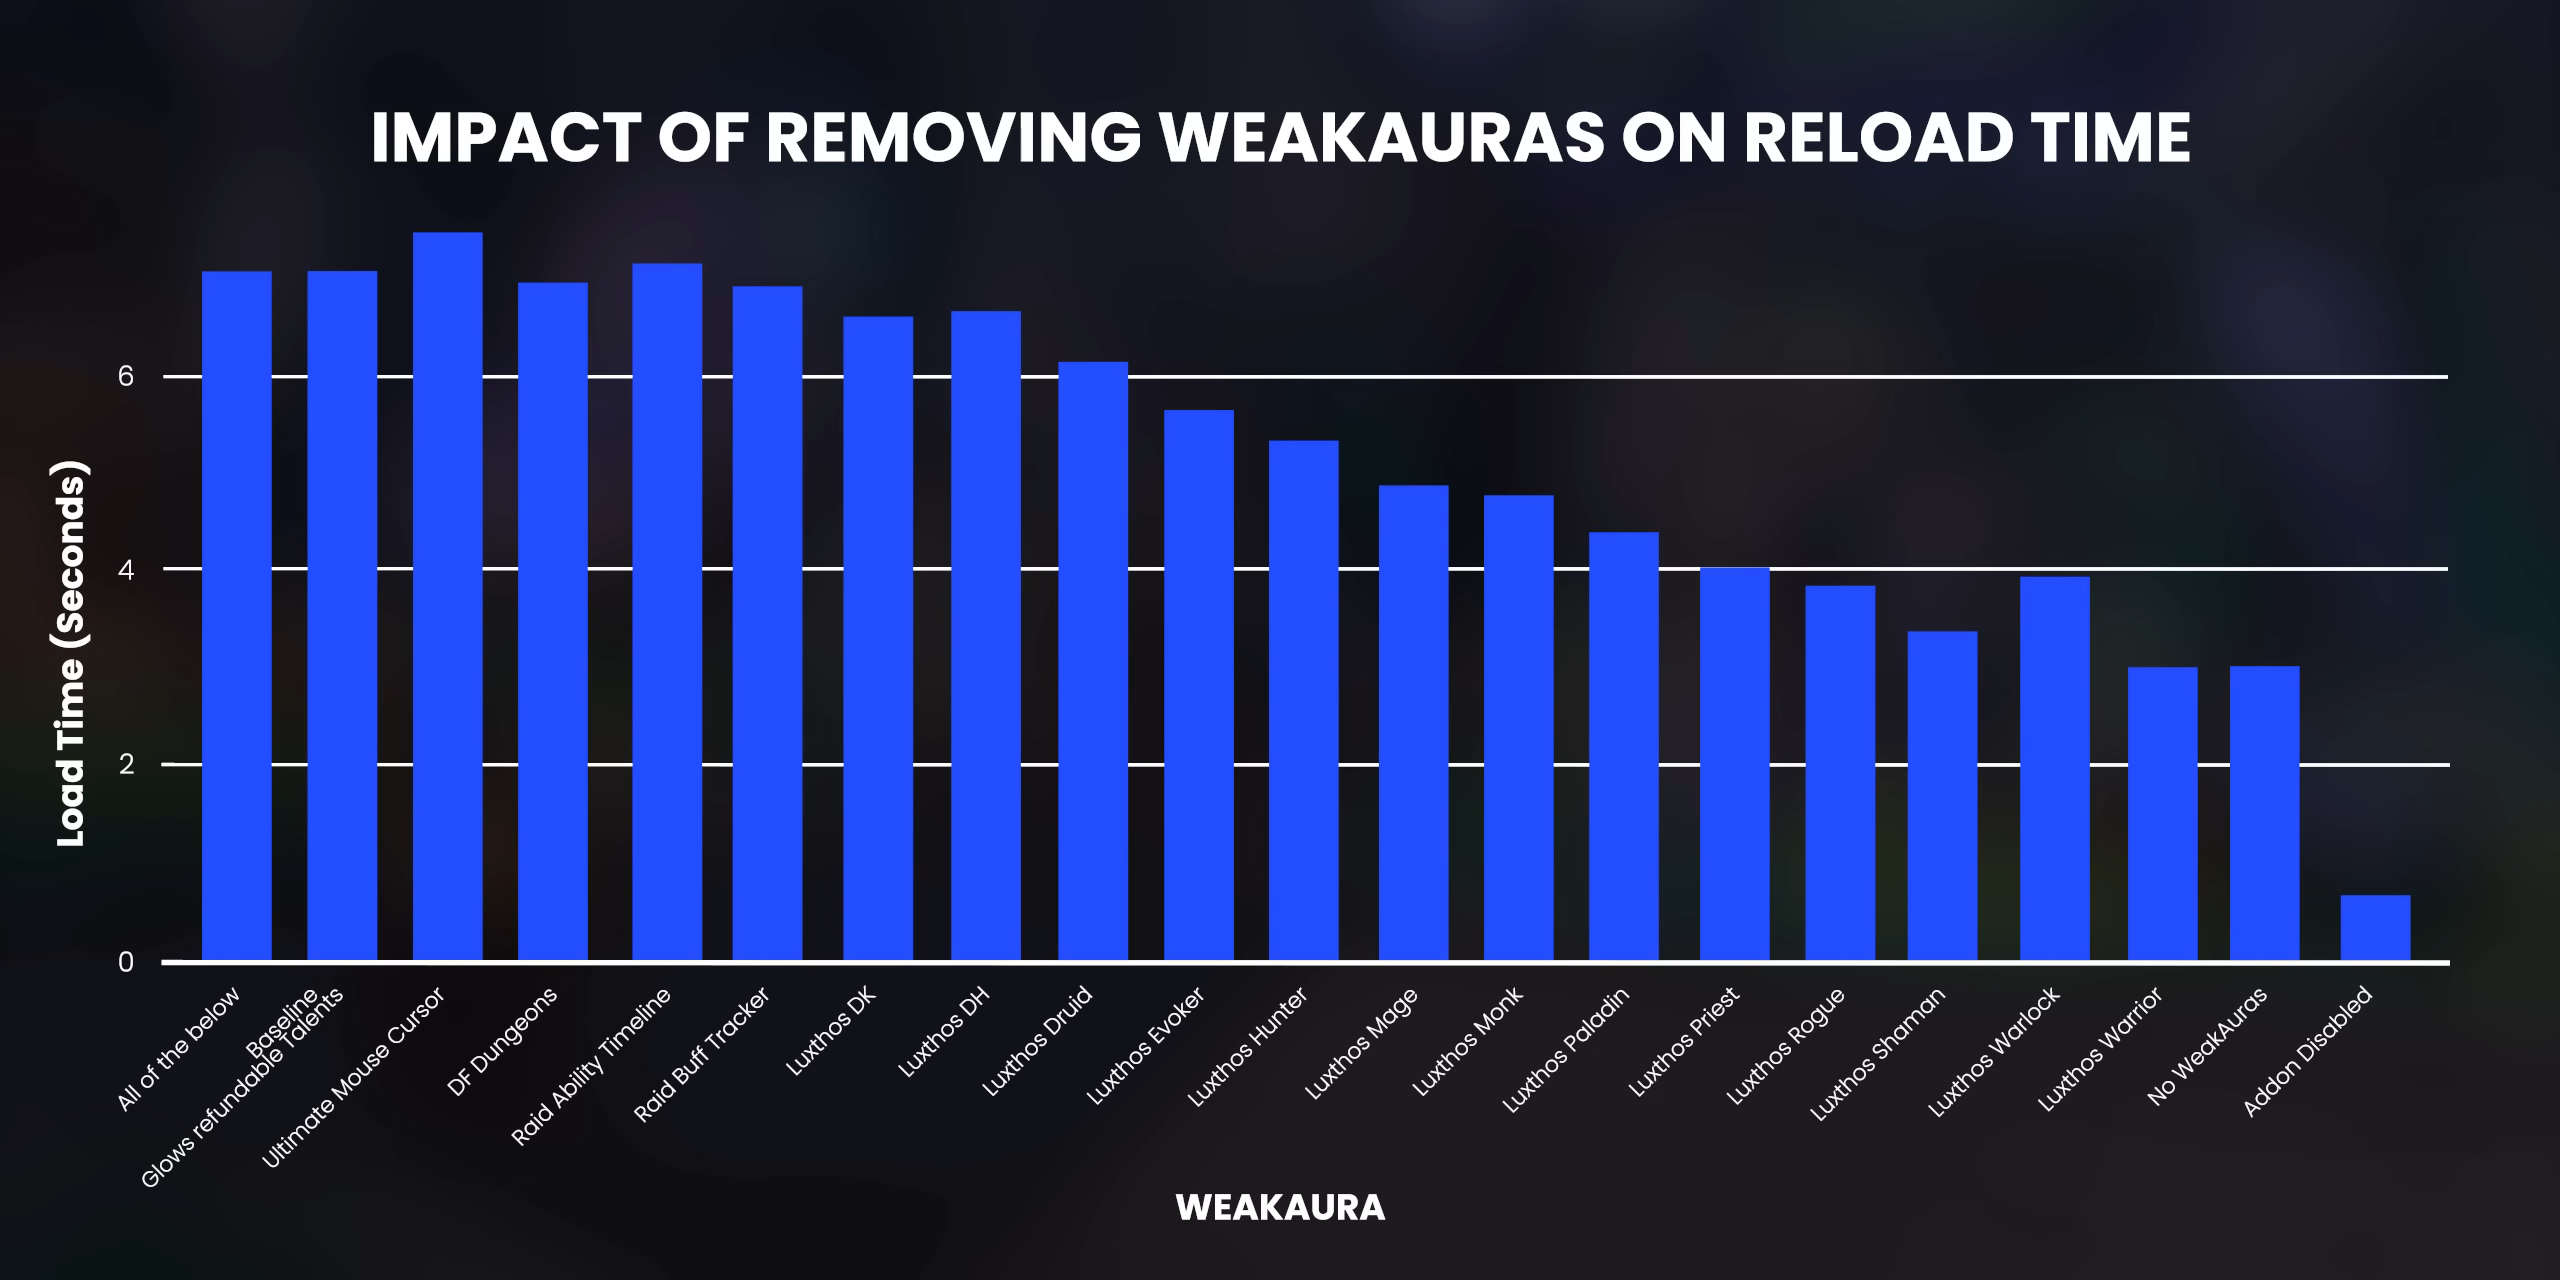 IMPACT OF REMOVING WEAKAURAS ON RELOAD TIME
Load Time (Seconds)
6
4
2
0
All of the below
Baseline
Glows refundable Talents
Ultimate Mouse Cursor
DF Dungeons
Raid Ability Timeline
Raid Buff Tracker
Luxthos DK
Luxthos DH
Luxthos Druid
Luxthos Evoker
Luxthos Hunter
Luxthos Mage
Luxthos Monk
Luxthos Paladin
Luxthos Priest
Luxthos Rogue
Luxthos Shaman
Luxthos Warlock
Luxthos Warrior
No WeakAuras
Addon Disabled
WEAKAURA